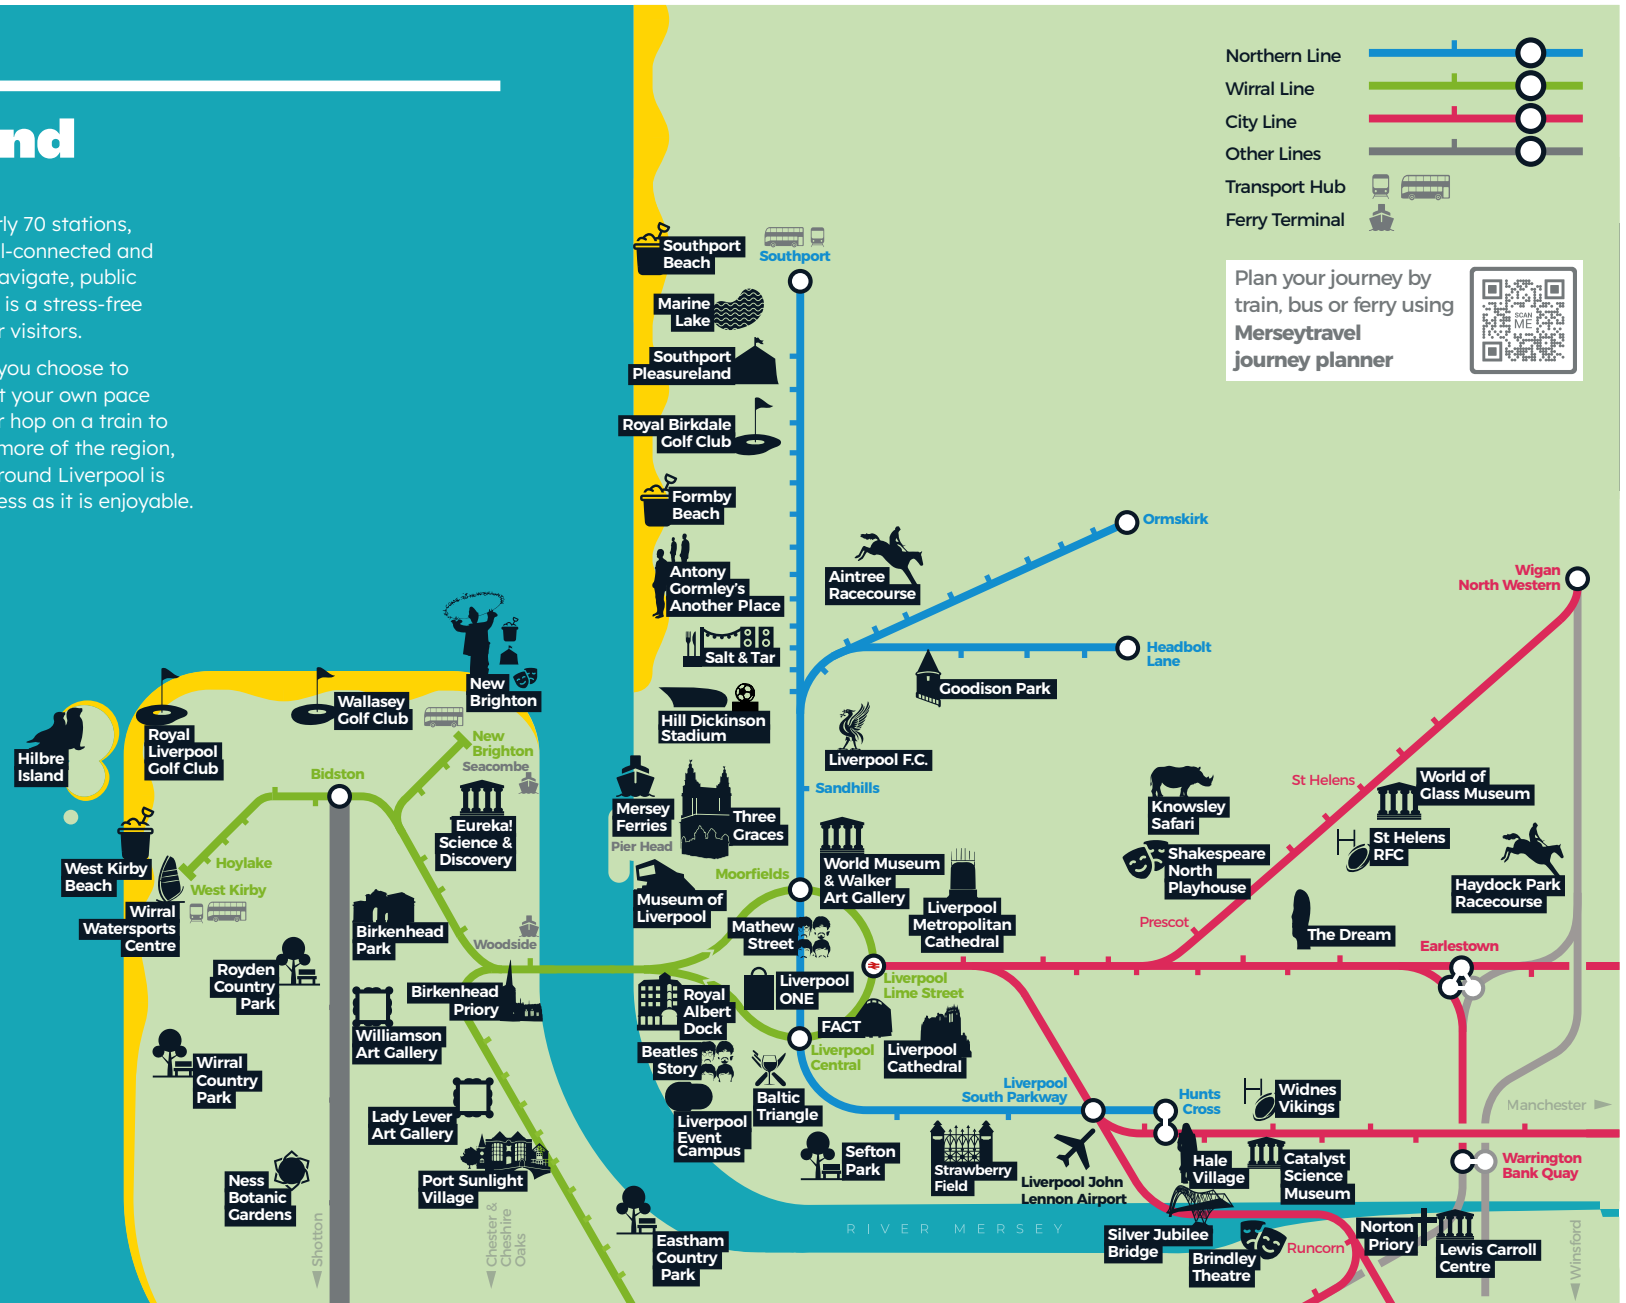 nd
rly 70 stations,
l-connected and
avigate, public
is a stress-free
r visitors.
you choose to
t your own pace
r hop on a train to
more of the region,
round Liverpool is
ess as it is enjoyable.
Northern Line
Wirral Line
City Line
Other Lines
Transport Hub
Ferry Terminal
Plan your journey by
train, bus or ferry using
Merseytravel
journey planner
SCAN
ME
Southport
Beach
Southport
Marine
Lake
Southport
Pleasureland
Royal Birkdale
Golf Club
Formby
Beach
Ormskirk
Antony
Gormley's
Another Place
Aintree
Racecourse
Wigan
North Western
Salt & Tar
Headbolt
Lane
Goodison Park
Hill Dickinson
Stadium
Liverpool F.C.
Sandhills
New
Brighton
Wallasey
Golf Club
Royal
Liverpool
Golf Club
Hilbre
Island
New
Brighton
Seacombe
Bidston
Eureka!
Science &
Discovery
Mersey
Ferries
Pier Head
Three
Graces
St Helens
World of
Glass Museum
Knowsley
Safari
St Helens
RFC
Shakespeare
North
Playhouse
Haydock Park
Racecourse
Hoylake
West Kirby
Beach
West Kirby
Wirral
Watersports
Centre
Moorfields
World Museum
& Walker
Art Gallery
Museum of
Liverpool
Liverpool
Metropolitan
Cathedral
Mathew
Street
Prescot
The Dream
Earlestown
Birkenhead
Park
Woodside
Royden
Country
Park
Birkenhead
Priory
Williamson
Art Gallery
Liverpool
ONE
Liverpool
Lime Street
Royal
Albert
Dock
FACT
Liverpool
Central
Liverpool
Cathedral
Beatles
Story
Wirral
Country
Park
Baltic
Triangle
Liverpool
South Parkway
Hunts
Cross
Widnes
Vikings
Manchester
Lady Lever
Art Gallery
Liverpool
Event
Campus
Port Sunlight
Village
Sefton
Park
Strawberry
Field
Liverpool John
Lennon Airport
Hale
Village
Catalyst
Science
Museum
Warrington
Bank Quay
Ness
Botanic
Gardens
Shotton
Chester &
Cheshire
Oaks
Eastham
Country
Park
RIVER MERSEY
Silver Jubilee
Bridge
Brindley
Theatre
Runcorn
Norton
Priory
Lewis Carroll
Centre
Winsford